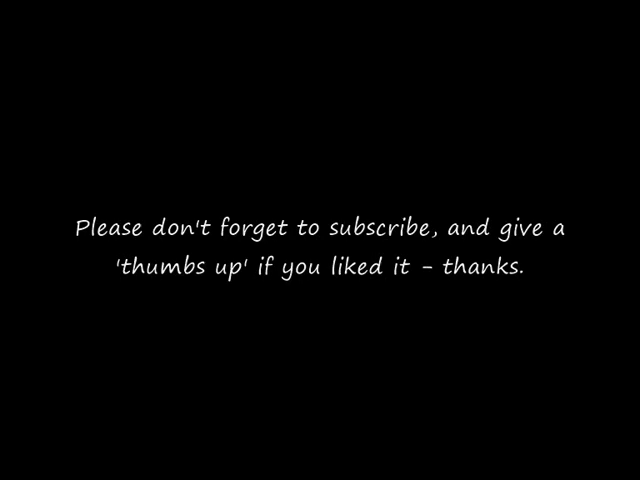 Please don't forget to subscribe, and give a
'thumbs up' if you liked it - thanks.